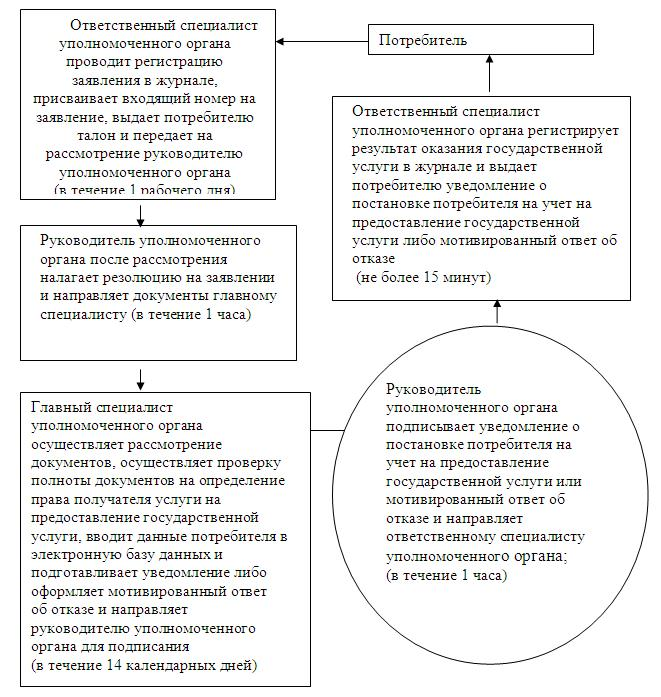 Потребитель
Ответственный специалист
уполномоченного органа
проводит регистрацию
заявления в журнале,
присваивает входящий номер на
заявление, выдает потребителю
талон и передает на
рассмотрение руководителю
уполномоченного органа
(в течение 1 рабочего дня)
Руководитель уполномоченного
органа после рассмотрения
налагает резолюцию на заявлении
и направляет документы главному
специалисту (в течение 1 часа)
Главный специалист
уполномоченного органа
осуществляет рассмотрение
документов, осуществляет проверку
полноты документов на определение
права получателя услуги на
предоставление государственной
услуги, вводит данные потребителя в
электронную базу данных и
подготавливает уведомление либо
оформляет мотивированный ответ
об отказе и направляет
руководителю уполномоченного
органа для подписания
(в течение 14 календарных дней)
Руководитель
уполномоченного органа
подписывает уведомление о
постановке потребителя на
учет на предоставление
государственной услуги или
мотивированный ответ об
отказе и направляет
ответственному специалисту
уполномоченного органа;
(в течение 1 часа)
Ответственный специалист
уполномоченного органа регистрирует
результат оказания государственной
услуги в журнале и выдает
потребителю уведомление о
постановке потребителя на учет на
предоставление государственной
услуги либо мотивированный ответ об
отказе
(не более 15 минут)